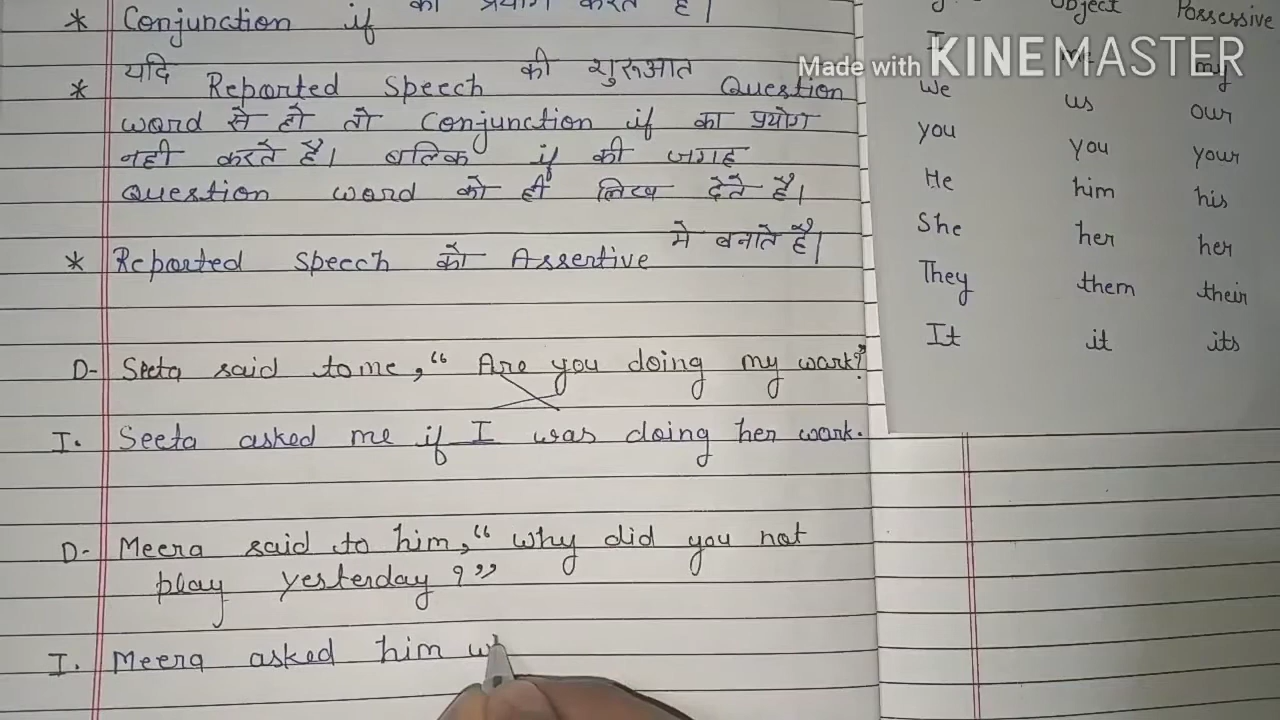 का प्रयोग करते है।
* Conjunction if
* यदि Reported Speech की शुरूआत Question
word से हो तो Conjunction if का प्रयोग
नही करते है। बल्कि if की जगह
Question word को ही लिख देते है।
* Reported Speech को Assertive मे बनाते है।
D- Seeta said to me, “ Are you doing my work?
I. Seeta asked me if I was doing her work.
D- Meera said to him, “ Why did you not
play yesterday ?”
I. Meera asked him
Object Possessive
I me my
We us our
you you your
He him his
She her her
They them their
It it its
Made with KINEMASTER